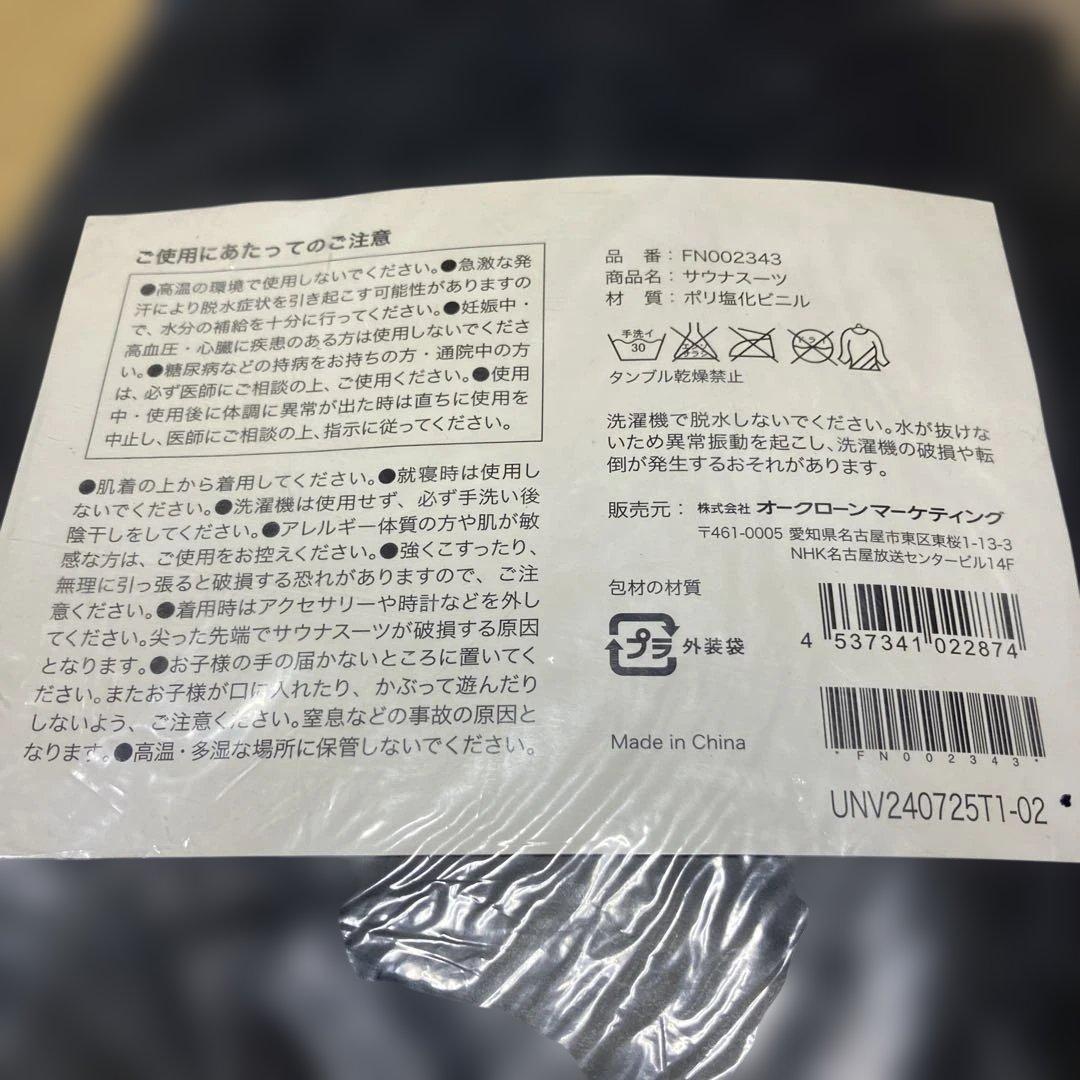 ご使用にあたってのご注意
●高温の環境で使用しないでください。●急激な発
汗により脱水症状を引き起こす可能性がありますの
で、水分の補給を十分に行ってください。●妊娠中・
高血圧・心臓に疾患のある方は使用しないでくださ
い。●糖尿病などの持病をお持ちの方・通院中の方
は、必ず医師にご相談の上、ご使用ください。●使用
中・使用後に体調に異常が出た時は直ちに使用を
中止し、医師にご相談の上、指示に従ってください。
●肌着の上から着用してください。●就寝時は使用し
ないでください。●洗濯機は使用せず、必ず手洗い後
陰干しをしてください。●アレルギー体質の方や肌が敏
感な方は、ご使用をお控えください。●強くこすったり、
無理に引っ張ると破損する恐れがありますので、ご注
意ください。●着用時はアクセサリーや時計などを外し
てください。尖った先端でサウナスーツが破損する原因
となります。●お子様の手の届かないところに置いてく
ださい。またお子様が口に入れたり、かぶって遊んだり
しないよう、ご注意ください。窒息などの事故の原因と
なります。●高温・多湿な場所に保管しないでください。
品 番：FN002343
商品名：サウナスーツ
材 質：ポリ塩化ビニル
手洗イ
30
エンソ
サラシ
ドライ
タンブル乾燥禁止
洗濯機で脱水しないでください。水が抜けな
いため異常振動を起こし、洗濯機の破損や転
倒が発生するおそれがあります。
販売元：株式会社 オークローンマーケティング
〒461-0005 愛知県名古屋市東区東桜1-13-3
NHK名古屋放送センタービル14F
包材の材質
プラ 外装袋
4 537341 022874
*FN002343*
Made in China
UNV240725T1-02